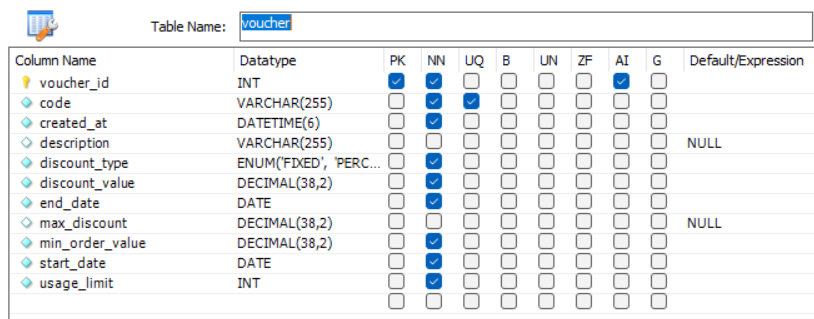 Table Name: voucher
Column Name Datatype PK NN UQ B UN ZF AI G Default/Expression
voucher_id INT
code VARCHAR(255)
created_at DATETIME(6)
description VARCHAR(255) NULL
discount_type ENUM('FIXED', 'PERC...
discount_value DECIMAL(38,2)
end_date DATE
max_discount DECIMAL(38,2) NULL
min_order_value DECIMAL(38,2)
start_date DATE
usage_limit INT